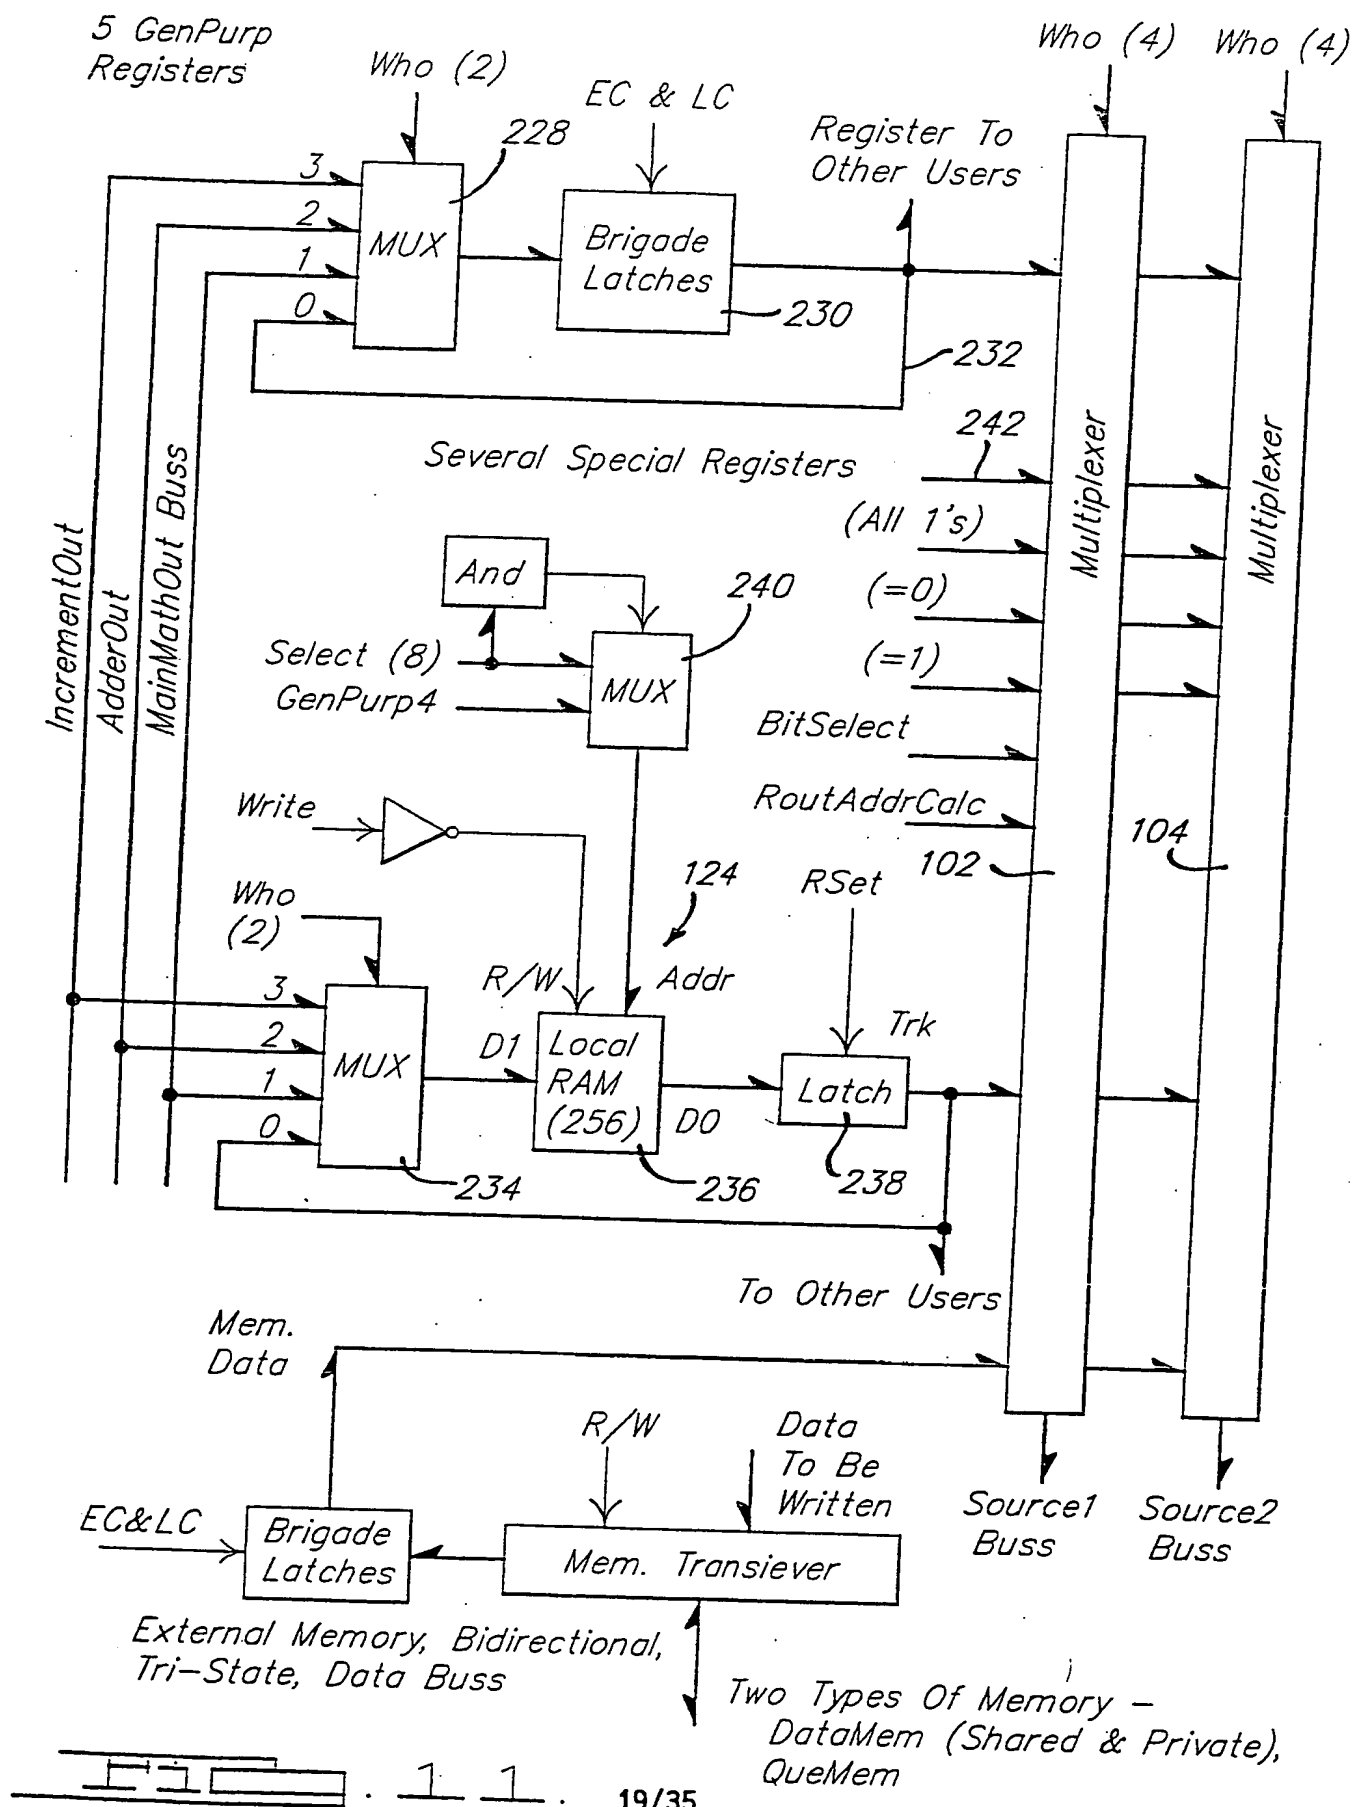 5 GenPurp
Registers
Who (2)
EC & LC
Who (4)
Who (4)
228
Register To
Other Users
3
2
1
0
MUX
Brigade
Latches
230
232
Several Special Registers
242
(All 1's)
(=0)
(=1)
BitSelect
RoutAddrCalc
Multiplexer
Multiplexer
IncrementOut
AdderOut
MainMathOut Buss
And
240
Select (8)
GenPurp4
MUX
Write
102
104
124
RSet
Who
(2)
R/W
Addr
Trk
3
2
1
0
MUX
D1
Local
RAM
(256)
D0
Latch
234
236
238
To Other Users
Mem.
Data
R/W
Data
To Be
Written
Source1
Buss
Source2
Buss
EC&LC
Brigade
Latches
Mem. Transiever
External Memory, Bidirectional,
Tri-State, Data Buss
Two Types Of Memory -
DataMem (Shared & Private),
QueMem
19/35